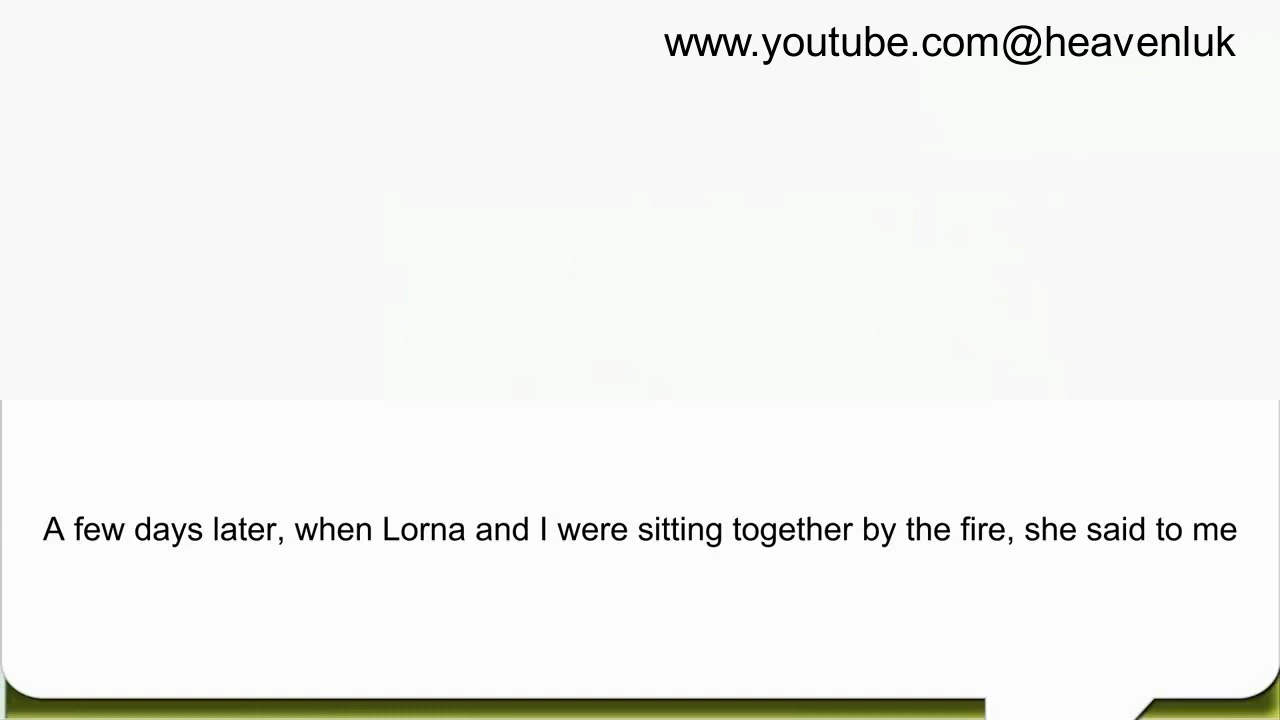 www.youtube.com@heavenluk
A few days later, when Lorna and I were sitting together by the fire, she said to me